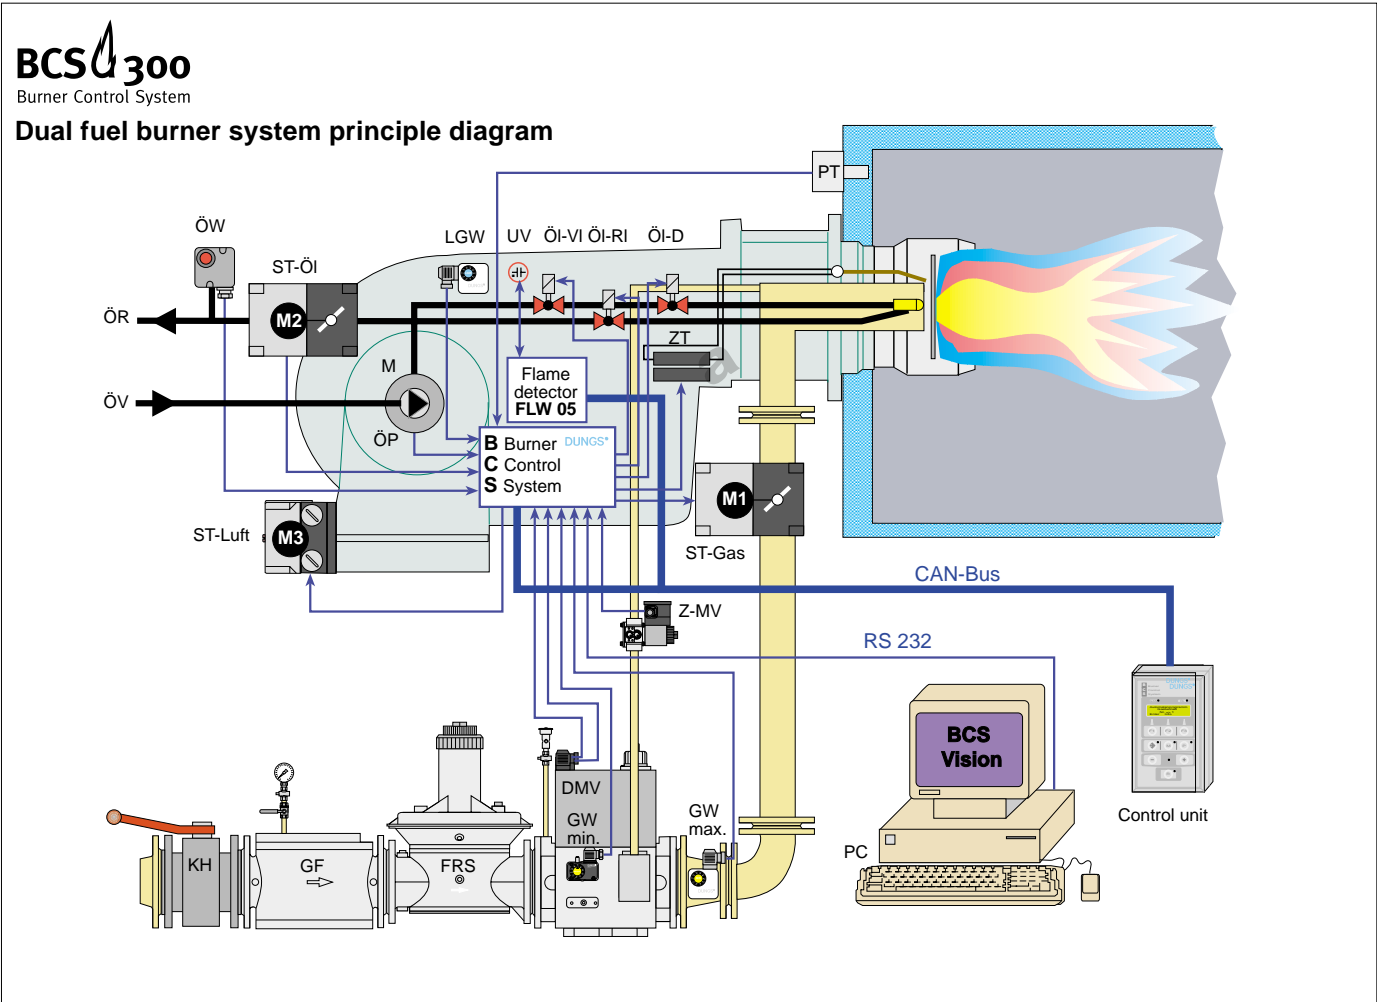 BCS 300
Burner Control System
Dual fuel burner system principle diagram
PT
ÖW
LGW
UV
Öl-VI
Öl-RI
Öl-D
ST-Öl
M2
ÖR
ZT
M
Flame
detector
FLW 05
ÖV
ÖP
B Burner DUNGS®
C Control
S System
M1
ST-Luft
M3
ST-Gas
CAN-Bus
Z-MV
RS 232
DUNGS
BCS
Vision
DMV
GW
min.
GW
max.
Control unit
PC
KH
GF
FRS